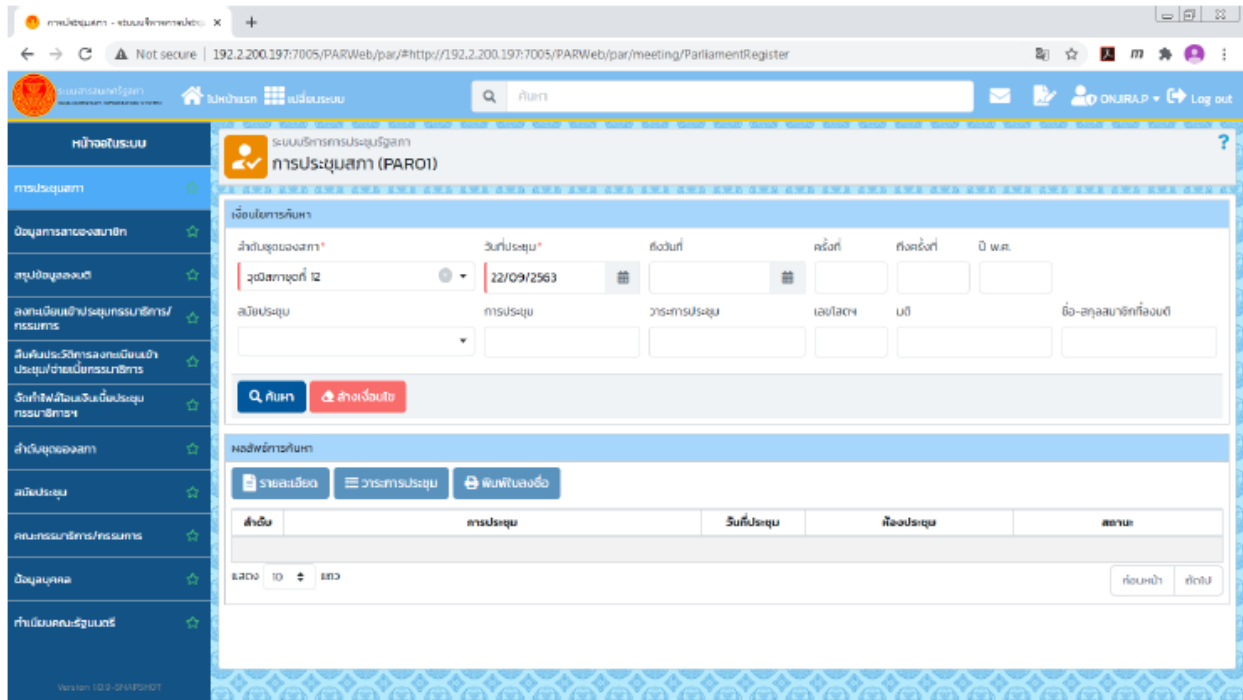 การประชุมสภา - ระบบบริหารการประชุ
Not secure | 192.2.200.197:7005/PARWeb/par/#http://192.2.200.197:7005/PARWeb/par/meeting/ParliamentRegister
ระบบสารสนเทศรัฐสภา
ไปหน้าแรก เปลี่ยนระบบ
ค้นหา
ONJIRA.P
Log out
หน้าจอในระบบ
การประชุมสภา
ข้อมูลการลาของสมาชิก
สรุปข้อมูลลงมติ
ลงทะเบียนเข้าประชุมกรรมาธิการ/
กรรมการ
สืบค้นประวัติการลงทะเบียนเข้า
ประชุม/จ่ายเบี้ยกรรมาธิการ
จัดทำไฟล์โอนเงินเบี้ยประชุม
กรรมาธิการฯ
ลำดับชุดของสภา
สมัยประชุม
คณะกรรมาธิการ/กรรมการ
ข้อมูลบุคคล
ทำเนียบคณะรัฐมนตรี
Version 1.0.9-SNAPSHOT
ระบบบริหารการประชุมรัฐสภา
การประชุมสภา (PAR01)
?
เงื่อนไขการค้นหา
ลำดับชุดของสภา* วันที่ประชุม* ถึงวันที่ ครั้งที่ ถึงครั้งที่ ปี พ.ศ.
วุฒิสภาชุดที่ 12 22/09/2563
สมัยประชุม การประชุม วาระการประชุม เลขโสตฯ มติ ชื่อ-สกุลสมาชิกที่ลงมติ
ค้นหา ล้างเงื่อนไข
ผลลัพธ์การค้นหา
รายละเอียด วาระการประชุม พิมพ์ใบลงชื่อ
ลำดับ การประชุม วันที่ประชุม ห้องประชุม สถานะ
แสดง 10 แถว
ก่อนหน้า ถัดไป